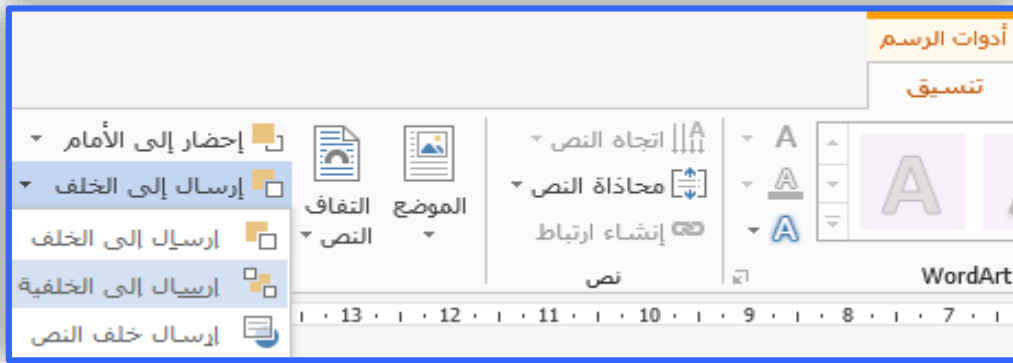 أدوات الرسم
تنسيق
A
A
A
A
WordArt
اتجاه النص
محاذاة النص
إنشاء ارتباط
نص
الموضع
التفاف
النص
إحضار إلى الأمام
إرسال إلى الخلف
إرسال إلى الخلف
إرسال إلى الخلفية
إرسال خلف النص
13 12 11 10 9 8 7